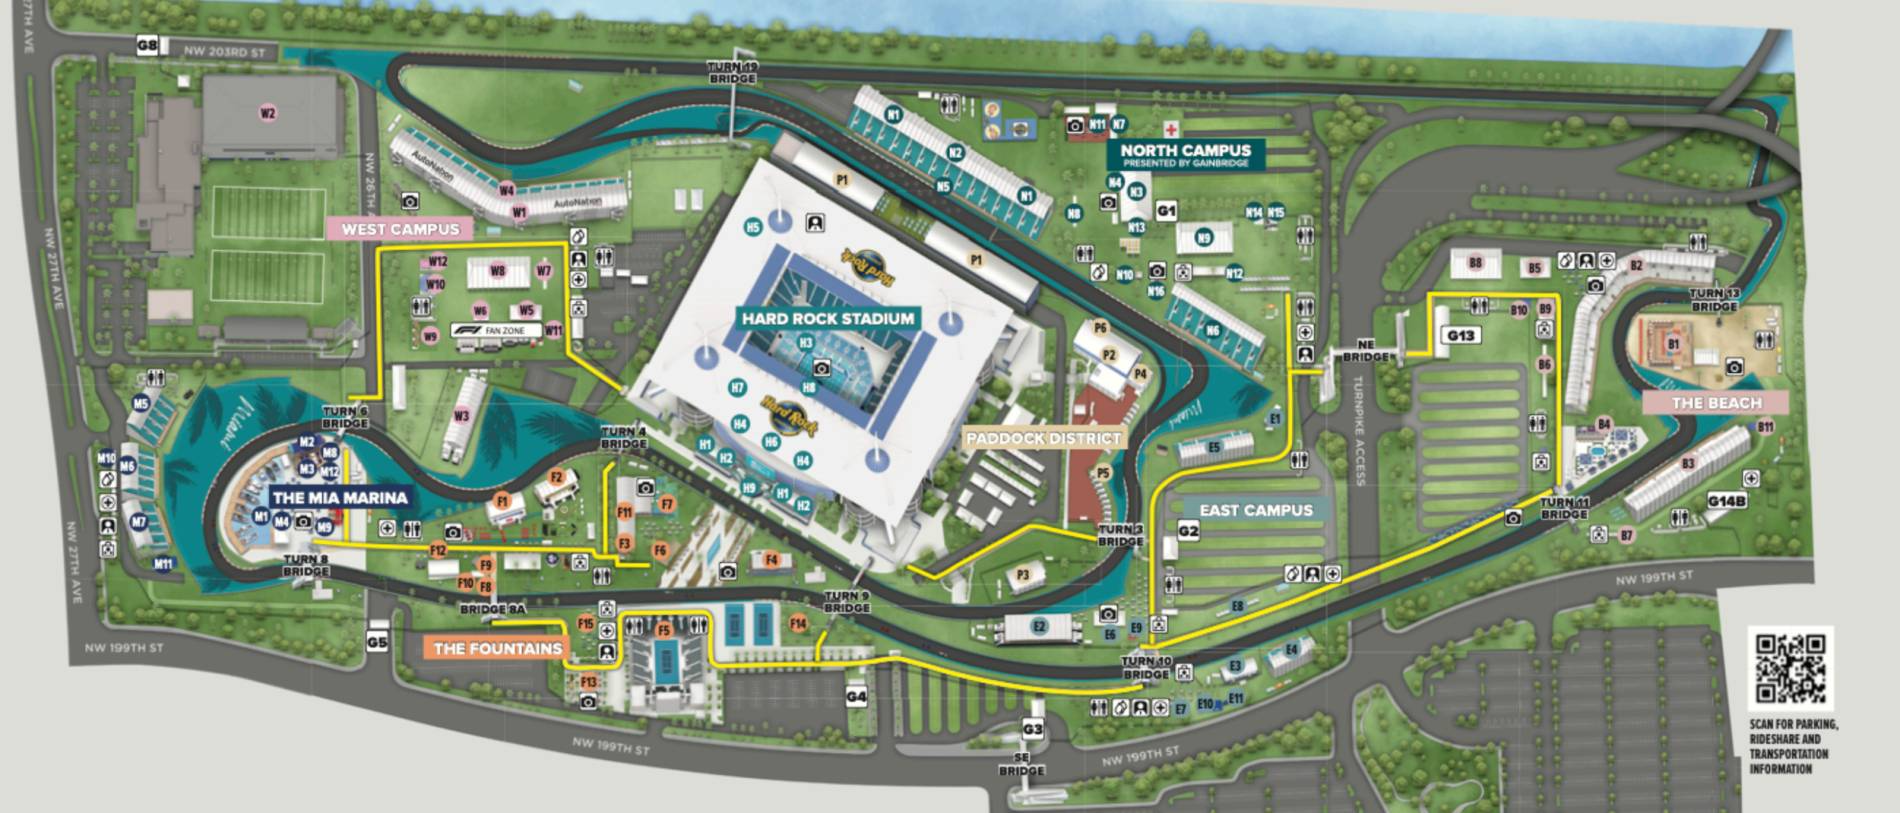 27TH AVE
G8
NW 203RD ST
TURN 19
BRIDGE
W2
N1
N11
N7
AutoNation
NW 26TH A
N2
NORTH CAMPUS
PRESENTED BY GAINBRIDGE
W4
P1
N5
N1
N4
N3
W1
AutoNation
N8
G1
N14
N15
WEST CAMPUS
H5
N13
N9
NW 27TH AVE
W12
W8
W7
P1
Hard Rock
N10
N12
B8
B5
B2
W10
N16
TURN 13
BRIDGE
W6
W5
HARD ROCK STADIUM
B10
B9
W9
F1 FAN ZONE
W11
H3
P6
N6
G13
B1
P2
NE
BRIDGE
B6
H8
H7
P4
TURNPIKE ACCESS
M5
Miami
TURN 6
BRIDGE
W3
Hard Rock
Miami
THE BEACH
H4
E1
B4
B11
M10
M6
M2
M8
TURN 4
BRIDGE
H1
H6
PADDOCK DISTRICT
E5
M3
M12
H2
H4
B3
THE MIA MARINA
F2
P5
H9
H1
F1
F7
H2
G14B
M7
M1
M4
M9
F11
EAST CAMPUS
TURN 11
BRIDGE
NW 27TH AVE
F12
F3
F6
TURN 3
BRIDGE
G2
B7
M11
TURN 8
BRIDGE
F9
F4
P3
F10
F8
NW 199TH ST
BRIDGE 8A
TURN 9
BRIDGE
E8
F15
F5
F14
E2
E6
E9
G5
THE FOUNTAINS
NW 199TH ST
TURN 10
BRIDGE
E3
E4
F13
G4
E7
E10
E11
G3
NW 199TH ST
SE
BRIDGE
NW 199TH ST
SCAN FOR PARKING,
RIDESHARE AND
TRANSPORTATION
INFORMATION